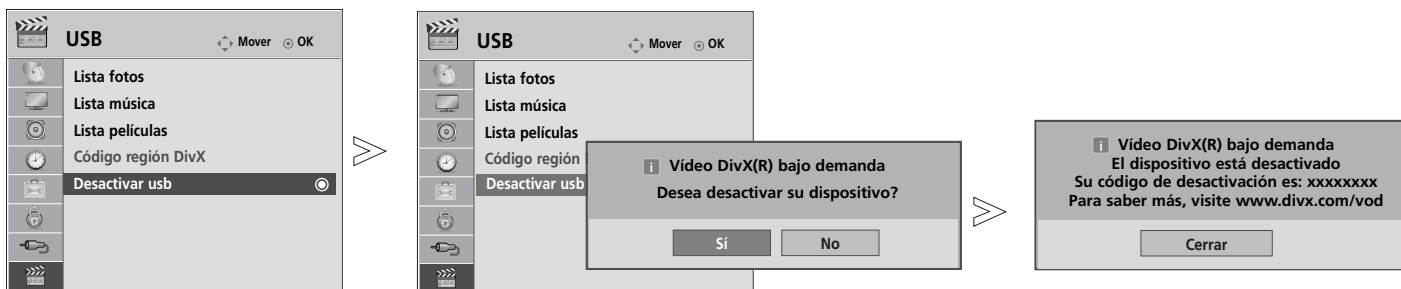 USB
Mover OK
Lista fotos
Lista música
Lista películas
Código región DivX
Desactivar usb
USB
Mover OK
Lista fotos
Lista música
Lista películas
Código región
Desactivar usb
i Vídeo DivX(R) bajo demanda
Desea desactivar su dispositivo?
Sí No
i Vídeo DivX(R) bajo demanda
El dispositivo está desactivado
Su código de desactivación es: xxxxxxxx
Para saber más, visite www.divx.com/vod
Cerrar